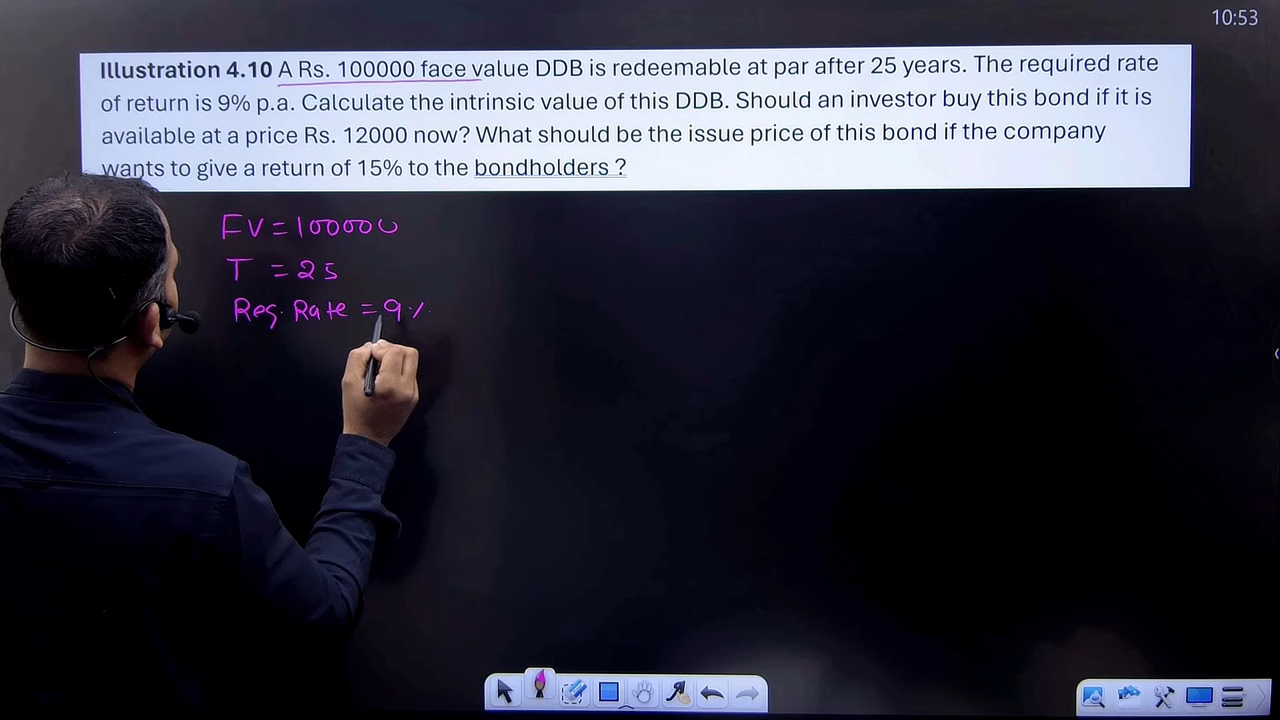 10:53
Illustration 4.10 A Rs. 100000 face value DDB is redeemable at par after 25 years. The required rate
of return is 9% p.a. Calculate the intrinsic value of this DDB. Should an investor buy this bond if it is
available at a price Rs. 12000 now? What should be the issue price of this bond if the company
wants to give a return of 15% to the bondholders ?
FV = 100000
T = 25
Req. Rate = 9%